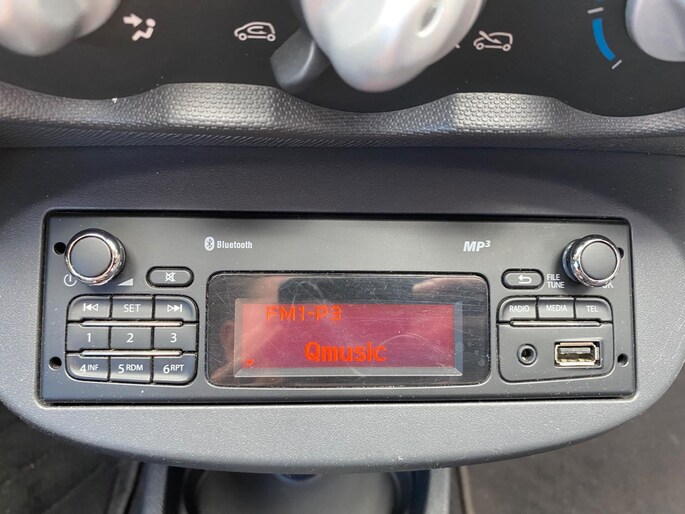 Bluetooth
MP3
FILE
TUNE
OK
SET
FM1-P3
Qmusic
RADIO MEDIA TEL
1 2 3
4 INF 5 RDM 6 RPT